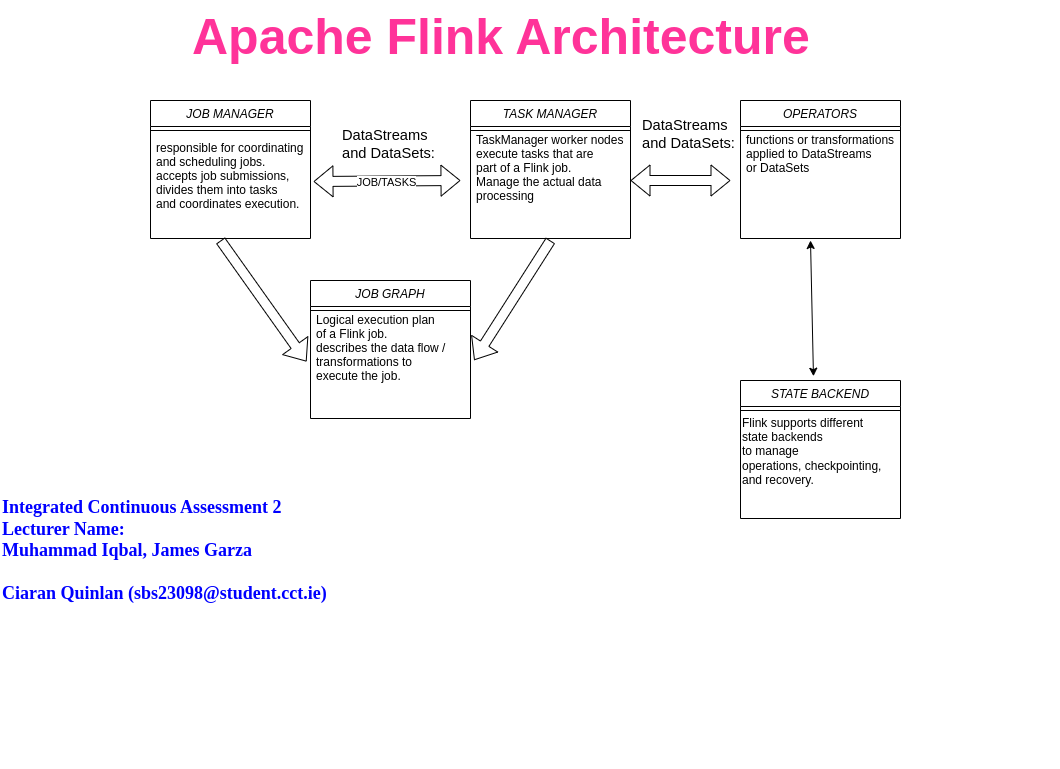 Apache Flink Architecture
JOB MANAGER
responsible for coordinating
and scheduling jobs.
accepts job submissions,
divides them into tasks
and coordinates execution.
DataStreams
and DataSets:
JOB/TASKS
TASK MANAGER
TaskManager worker nodes
execute tasks that are
part of a Flink job.
Manage the actual data
processing
DataStreams
and DataSets:
OPERATORS
functions or transformations
applied to DataStreams
or DataSets
JOB GRAPH
Logical execution plan
of a Flink job.
describes the data flow /
transformations to
execute the job.
STATE BACKEND
Flink supports different
state backends
to manage
operations, checkpointing,
and recovery.
Integrated Continuous Assessment 2
Lecturer Name:
Muhammad Iqbal, James Garza
Ciaran Quinlan (sbs23098@student.cct.ie)